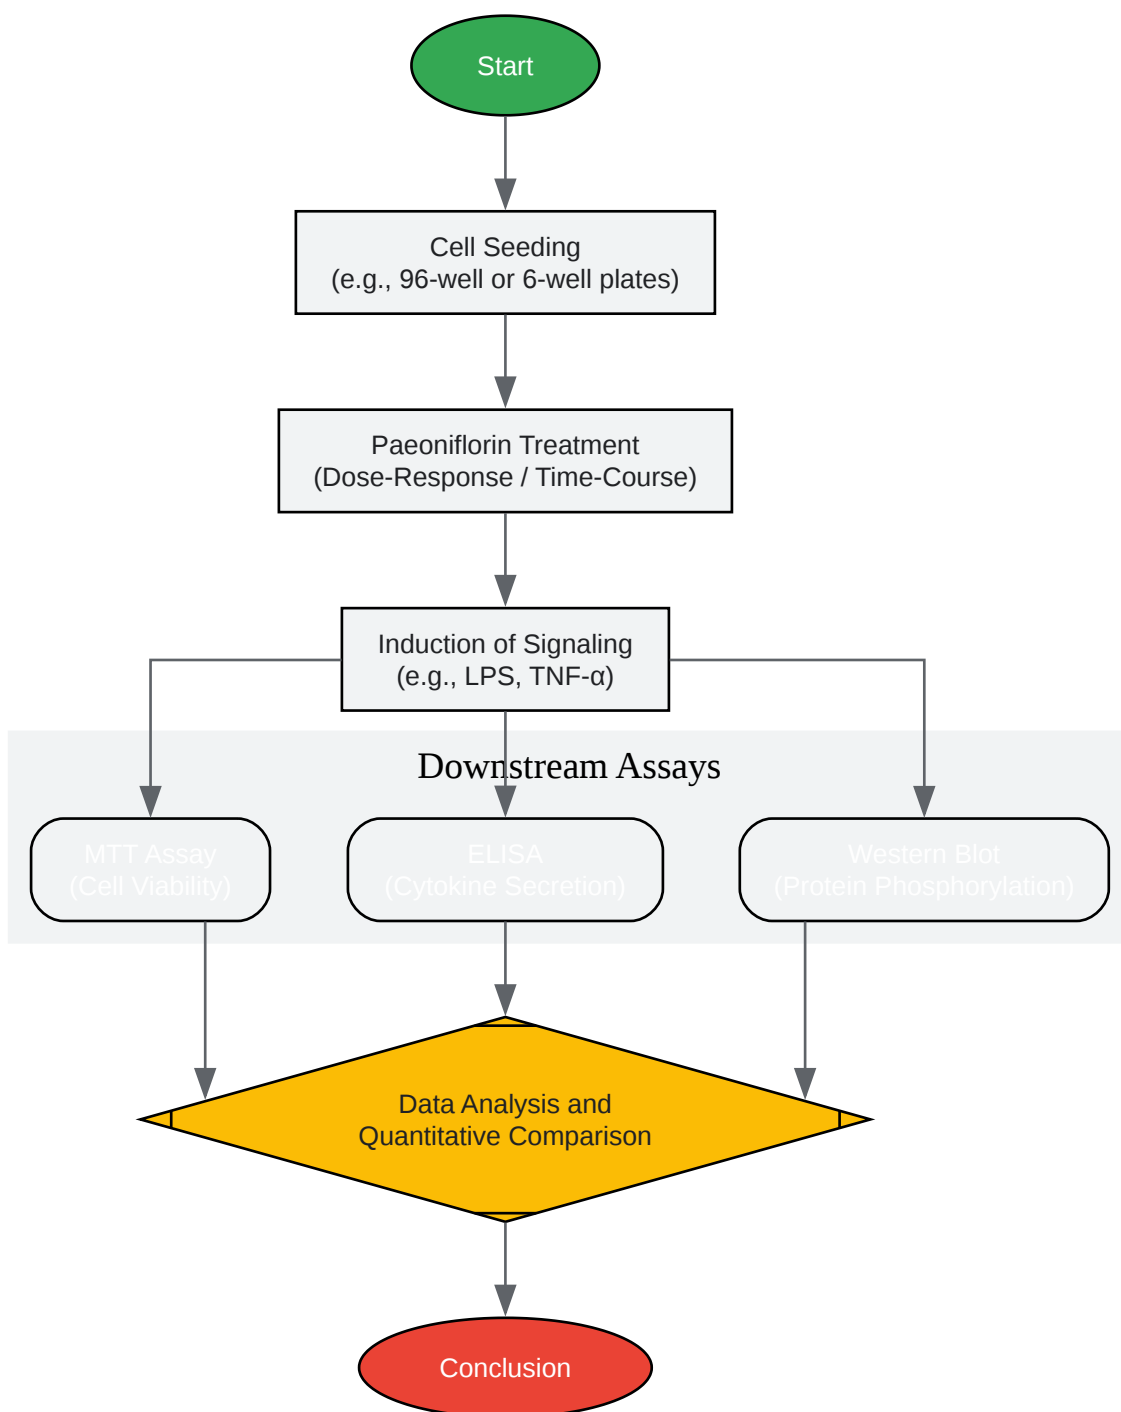 Start
Cell Seeding
(e.g., 96-well or 6-well plates)
Paeoniflorin Treatment
(Dose-Response / Time-Course)
Induction of Signaling
(e.g., LPS, TNF-α)
Downstream Assays
MTT Assay
(Cell Viability)
ELISA
(Cytokine Secretion)
Western Blot
(Protein Phosphorylation)
Data Analysis and
Quantitative Comparison
Conclusion